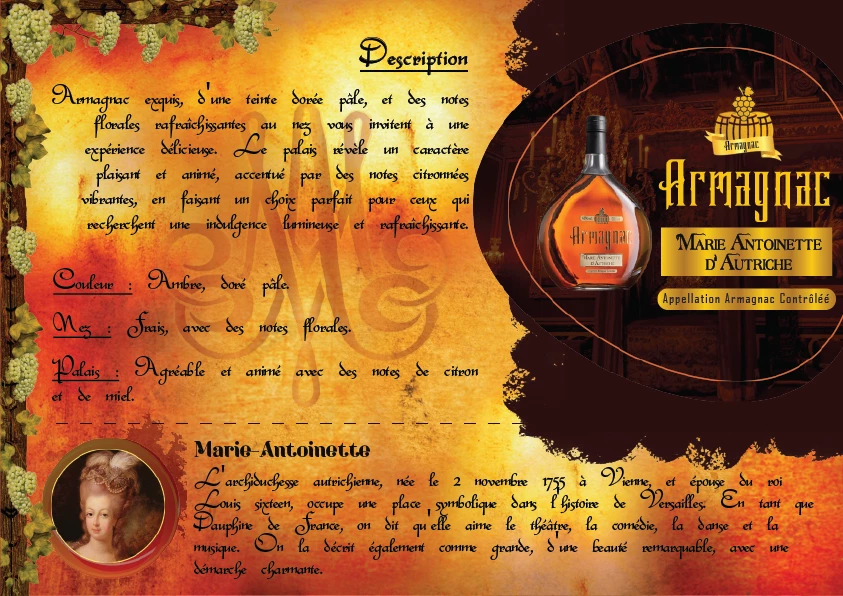 Description
Armagnac exquis, d'une teinte dorée pâle, et des notes
florales rafraîchissantes au nez vous invitent à une
expérience délicieuse. Le palais révèle un caractère
plaisant et animé, accentué par des notes citronnées
vibrantes, en faisant un choix parfait pour ceux qui
recherchent une indulgence lumineuse et rafraîchissante.
Couleur : Ambre, doré pâle.
Nez : Frais, avec des notes florales.
Palais : Agréable et animé avec des notes de citron
et de miel.
Armagnac
Armagnac
Marie Antoinette
d'Autriche
Appellation Armagnac Contrôléé
Armagnac
Marie Antoinette
d'Autriche
Marie-Antoinette
L'archiduchesse autrichienne, née le 2 novembre 1755 à Vienne, et épouse du roi
Louis sixteen, occupe une place symbolique dans l'histoire de Versailles. En tant que
Dauphine de France, on dit qu'elle aime le théâtre, la comédie, la danse et la
musique. On la décrit également comme grande, d'une beauté remarquable, avec une
démarche charmante.